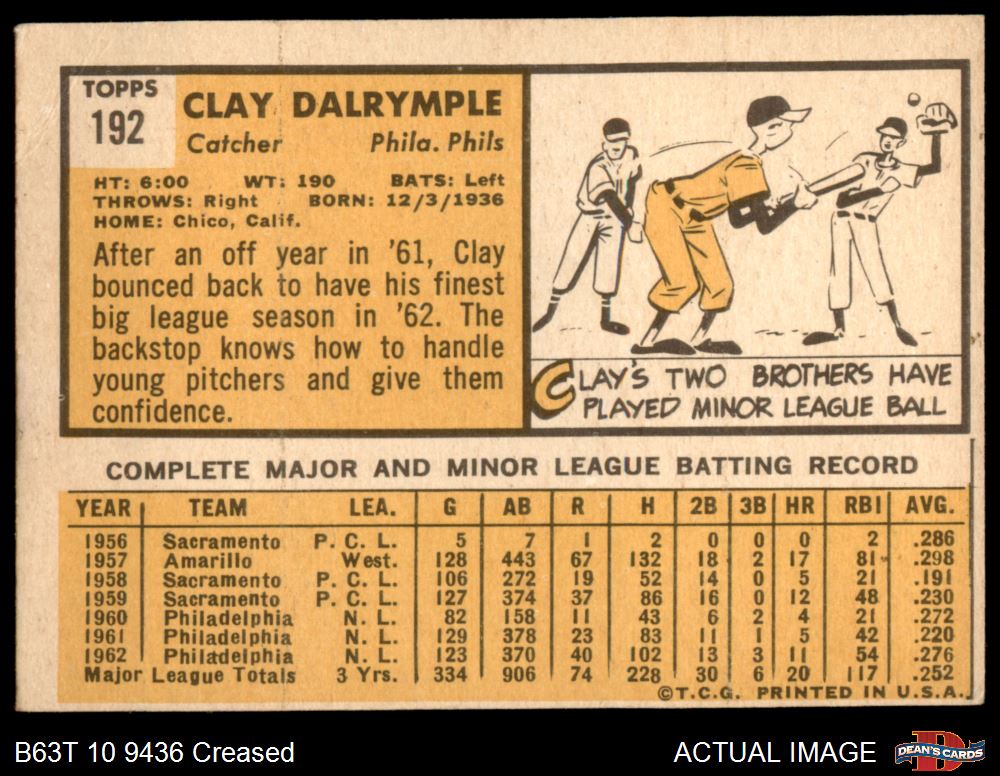 TOPPS
192
CLAY DALRYMPLE
Catcher Phila. Phils
HT: 6:00 WT: 190 BATS: Left
THROWS: Right BORN: 12/3/1936
HOME: Chico, Calif.
After an off year in '61, Clay
bounced back to have his finest
big league season in '62. The
backstop knows how to handle
young pitchers and give them
confidence.
CLAY'S TWO BROTHERS HAVE
PLAYED MINOR LEAGUE BALL
COMPLETE MAJOR AND MINOR LEAGUE BATTING RECORD
YEAR TEAM LEA. G AB R H 2B 3B HR RBI AVG.
1956 Sacramento P. C. L. 5 7 1 2 0 0 0 2 .286
1957 Amarillo West. 128 443 67 132 18 2 17 81 .298
1958 Sacramento P. C. L. 106 272 19 52 14 0 5 21 .191
1959 Sacramento P. C. L. 127 374 37 86 16 0 12 48 .230
1960 Philadelphia N. L. 82 158 11 43 6 2 4 21 .272
1961 Philadelphia N. L. 129 378 23 83 11 1 5 42 .220
1962 Philadelphia N. L. 123 370 40 102 13 3 11 54 .276
Major League Totals 3 Yrs. 334 906 74 228 30 6 20 117 .252
©T.C.G. PRINTED IN U.S.A.
B63T 10 9436 Creased ACTUAL IMAGE DEAN'S CARDS